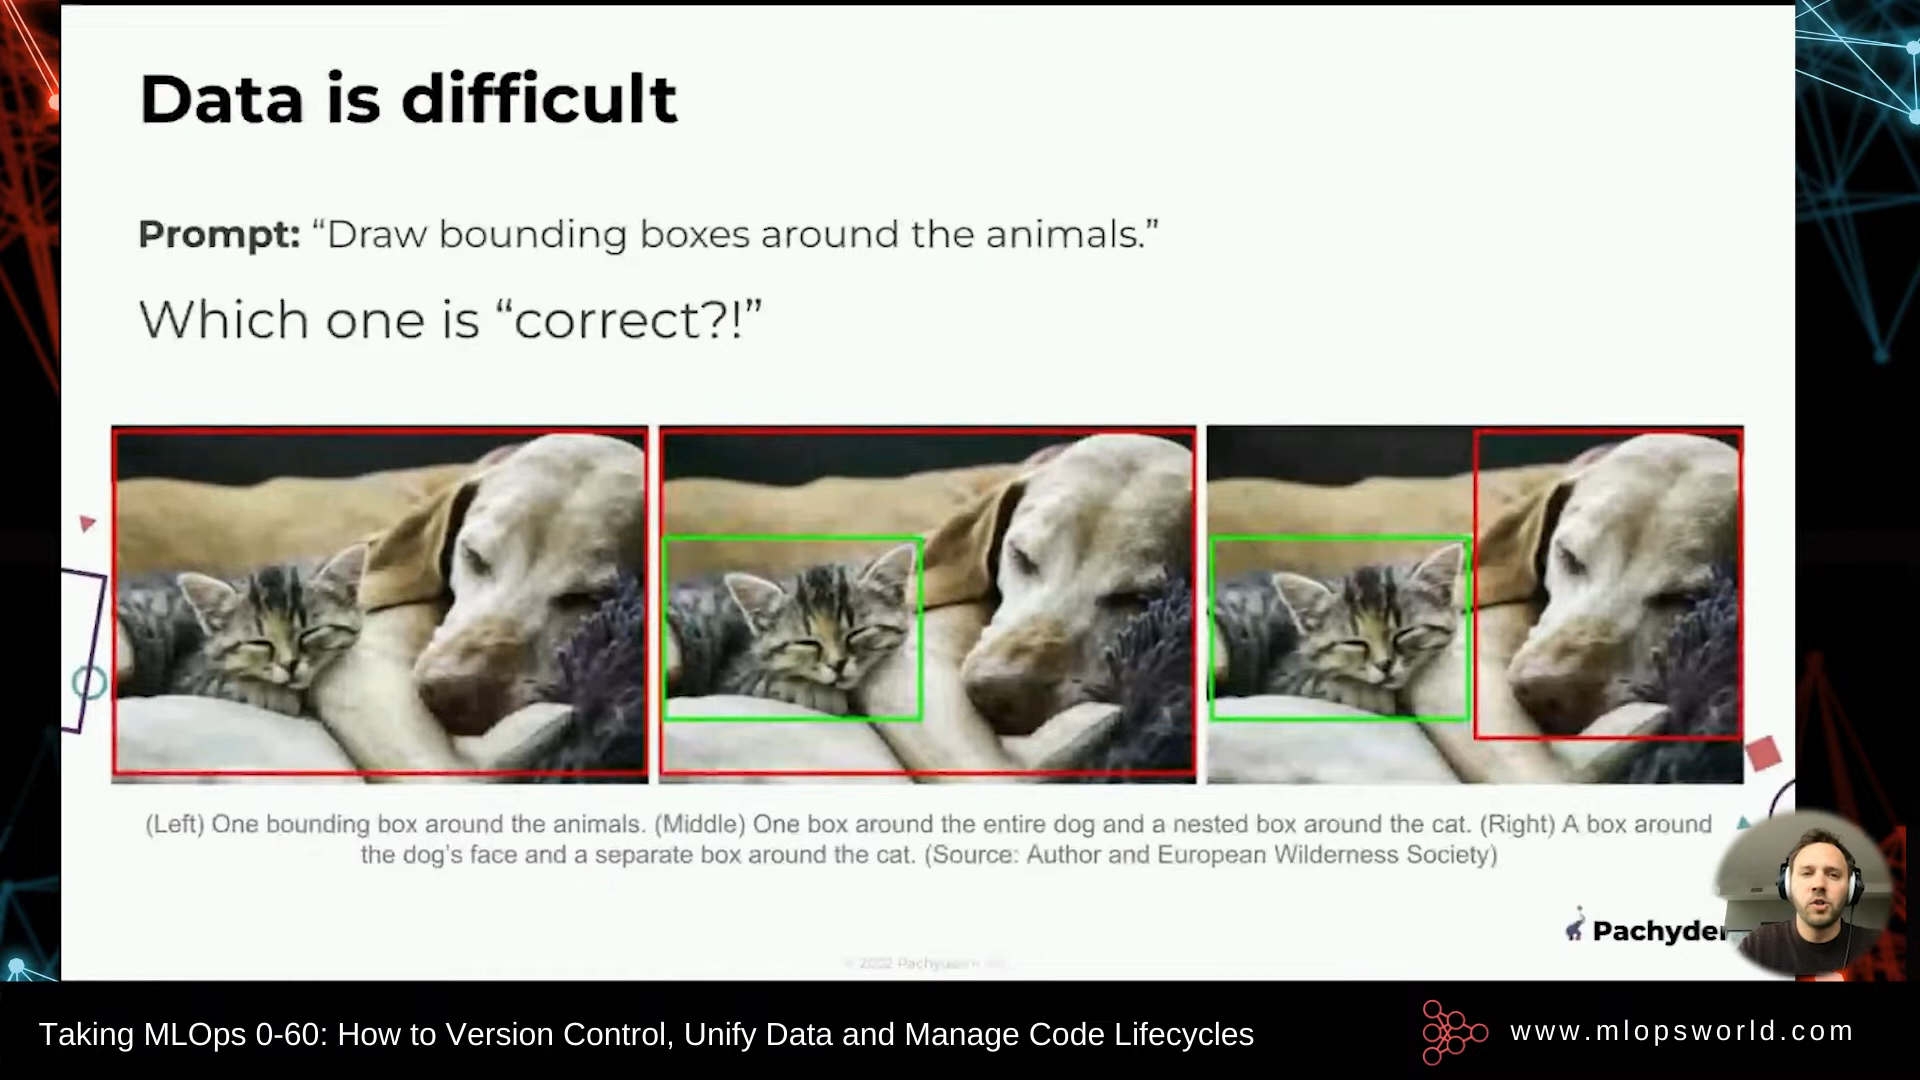 Data is difficult
Prompt: “Draw bounding boxes around the animals.”
Which one is “correct?!”
(Left) One bounding box around the animals. (Middle) One box around the entire dog and a nested box around the cat. (Right) A box around
the dog’s face and a separate box around the cat. (Source: Author and European Wilderness Society)
Pachyder
© 2022
Taking MLOps 0-60: How to Version Control, Unify Data and Manage Code Lifecycles
www.mlopsworld.com